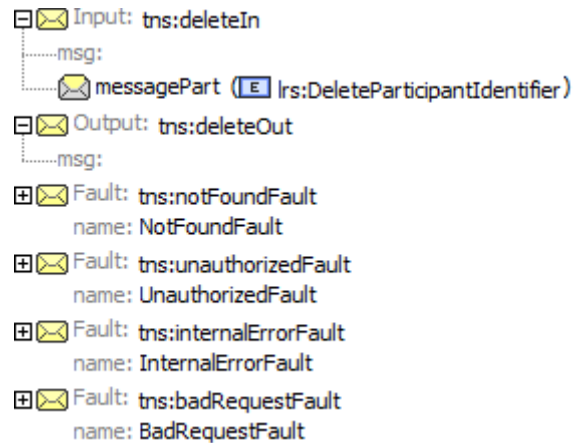 Input: tns:deleteIn
msg:
messagePart (E lrs:DeleteParticipantIdentifier)
Output: tns:deleteOut
msg:
Fault: tns:notFoundFault
name: NotFoundFault
Fault: tns:unauthorizedFault
name: UnauthorizedFault
Fault: tns:internalErrorFault
name: InternalErrorFault
Fault: tns:badRequestFault
name: BadRequestFault